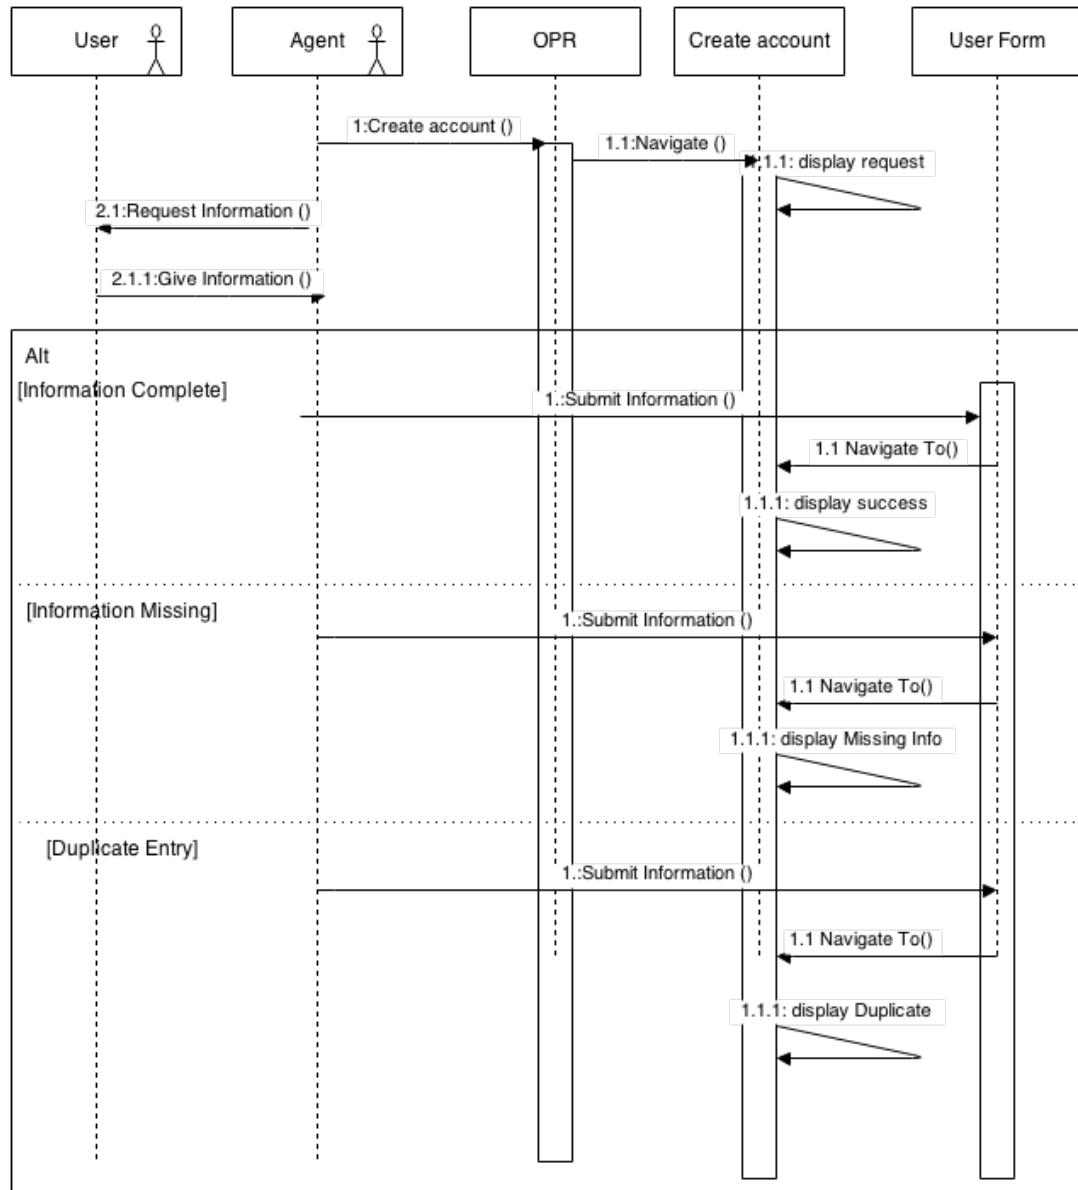 User
Agent
OPR
Create account
User Form
1:Create account ()
1.1:Navigate ()
1.1: display request
2.1:Request Information ()
2.1.1:Give Information ()
Alt
[Information Complete]
1.:Submit Information ()
1.1 Navigate To()
1.1.1: display success
[Information Missing]
1.:Submit Information ()
1.1 Navigate To()
1.1.1: display Missing Info
[Duplicate Entry]
1.:Submit Information ()
1.1 Navigate To()
1.1.1: display Duplicate